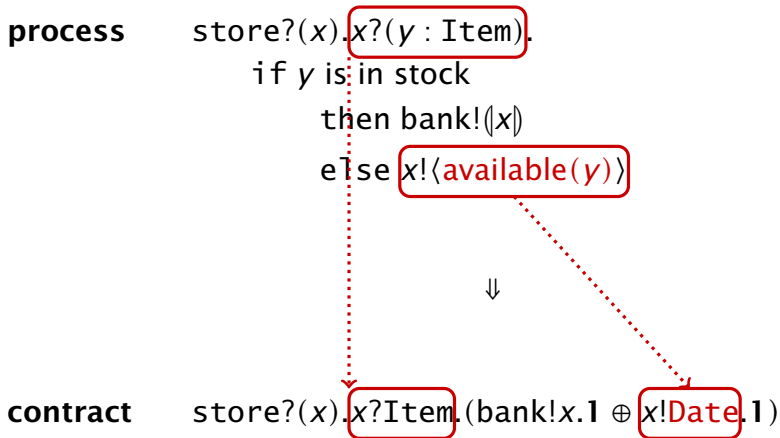 process store?(x).x?(y : Item).
if y is in stock
then bank!⦇x⦈
else x!⟨available(y)⟩
⇓
contract store?(x).x?Item.(bank!x.1 ⊕ x!Date.1)